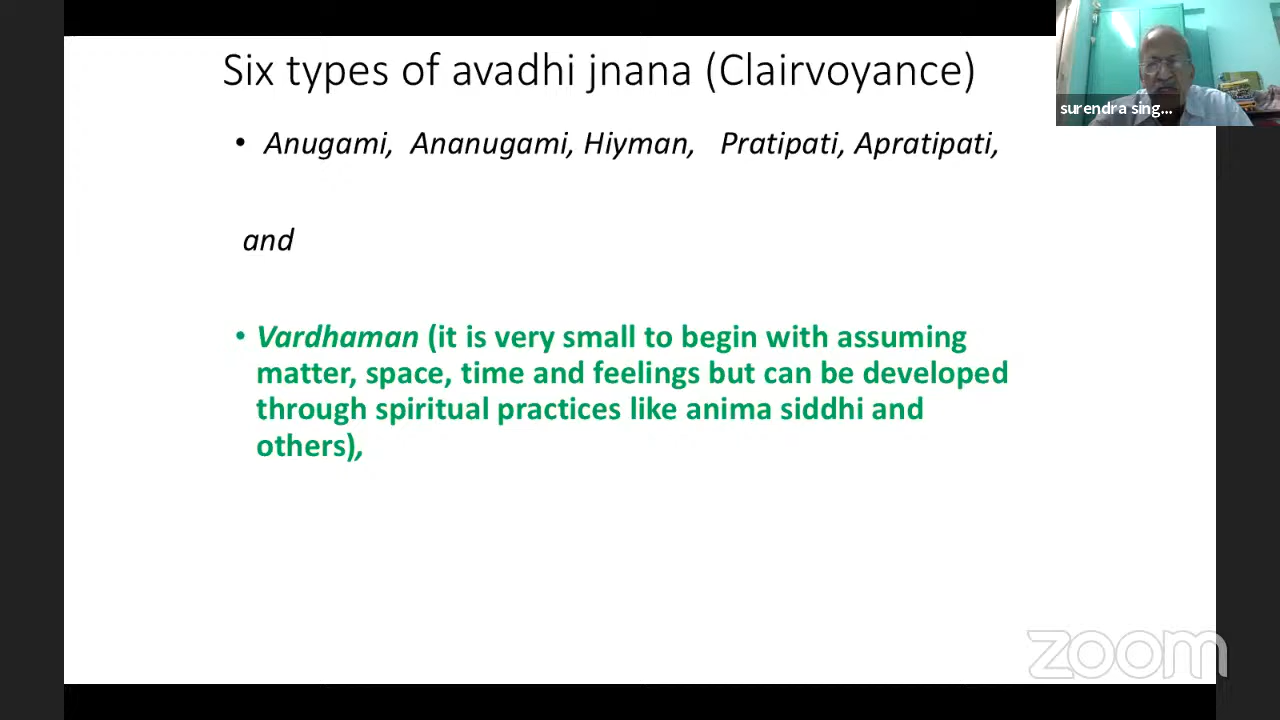 Six types of avadhi jnana (Clairvoyance)
surendra sing...
• Anugami, Ananugami, Hiyman, Pratipati, Apratipati,
and
• Vardhaman (it is very small to begin with assuming
matter, space, time and feelings but can be developed
through spiritual practices like anima siddhi and
others),
zoom